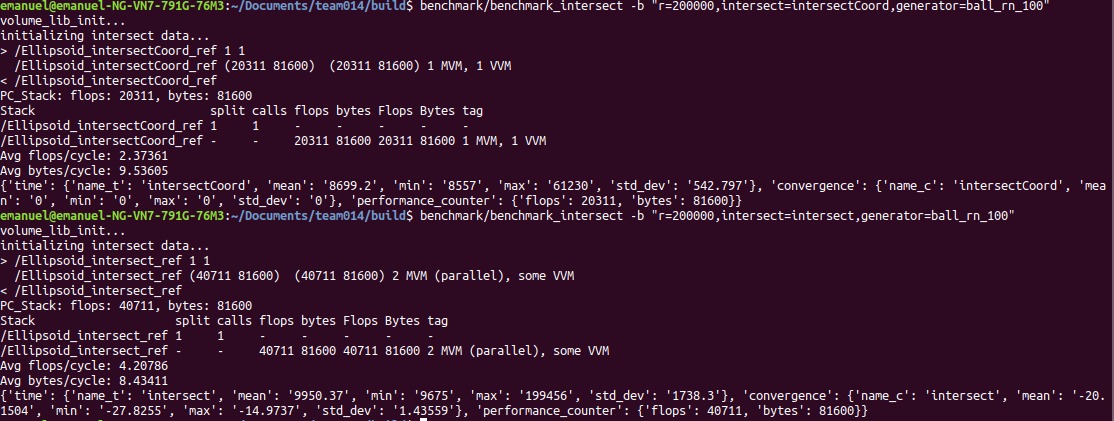 emanuel@emanuel-NG-VN7-791G-76M3:~/Documents/team014/build$ benchmark/benchmark_intersect -b "r=200000,intersect=intersectCoord,generator=ball_rn_100"
volume_lib_init...
initializing intersect data...
> /Ellipsoid_intersectCoord_ref 1 1
  /Ellipsoid_intersectCoord_ref (20311 81600)  (20311 81600) 1 MVM, 1 VVM
< /Ellipsoid_intersectCoord_ref
PC_Stack: flops: 20311, bytes: 81600
Stack                         split calls flops bytes Flops Bytes tag
/Ellipsoid_intersectCoord_ref 1     1     -     -     -     -     -
/Ellipsoid_intersectCoord_ref -     -     20311 81600 20311 81600 1 MVM, 1 VVM
Avg flops/cycle: 2.37361
Avg bytes/cycle: 9.53605
{'time': {'name_t': 'intersectCoord', 'mean': '8699.2', 'min': '8557', 'max': '61230', 'std_dev': '542.797'}, 'convergence': {'name_c': 'intersectCoord', 'mea
n': '0', 'min': '0', 'max': '0', 'std_dev': '0'}, 'performance_counter': {'flops': 20311, 'bytes': 81600}}
emanuel@emanuel-NG-VN7-791G-76M3:~/Documents/team014/build$ benchmark/benchmark_intersect -b "r=200000,intersect=intersect,generator=ball_rn_100"
volume_lib_init...
initializing intersect data...
> /Ellipsoid_intersect_ref 1 1
  /Ellipsoid_intersect_ref (40711 81600)  (40711 81600) 2 MVM (parallel), some VVM
< /Ellipsoid_intersect_ref
PC_Stack: flops: 40711, bytes: 81600
Stack                    split calls flops bytes Flops Bytes tag
/Ellipsoid_intersect_ref 1     1     -     -     -     -     -
/Ellipsoid_intersect_ref -     -     40711 81600 40711 81600 2 MVM (parallel), some VVM
Avg flops/cycle: 4.20786
Avg bytes/cycle: 8.43411
{'time': {'name_t': 'intersect', 'mean': '9950.37', 'min': '9675', 'max': '199456', 'std_dev': '1738.3'}, 'convergence': {'name_c': 'intersect', 'mean': '-20.
1504', 'min': '-27.8255', 'max': '-14.9737', 'std_dev': '1.43559'}, 'performance_counter': {'flops': 40711, 'bytes': 81600}}